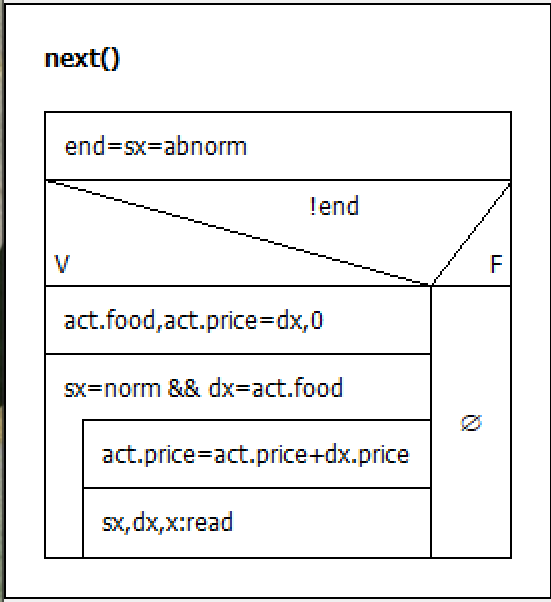 next()
end=sx=abnorm
!end
V
F
act.food,act.price=dx,0
sx=norm && dx=act.food
∅
act.price=act.price+dx.price
sx,dx,x:read